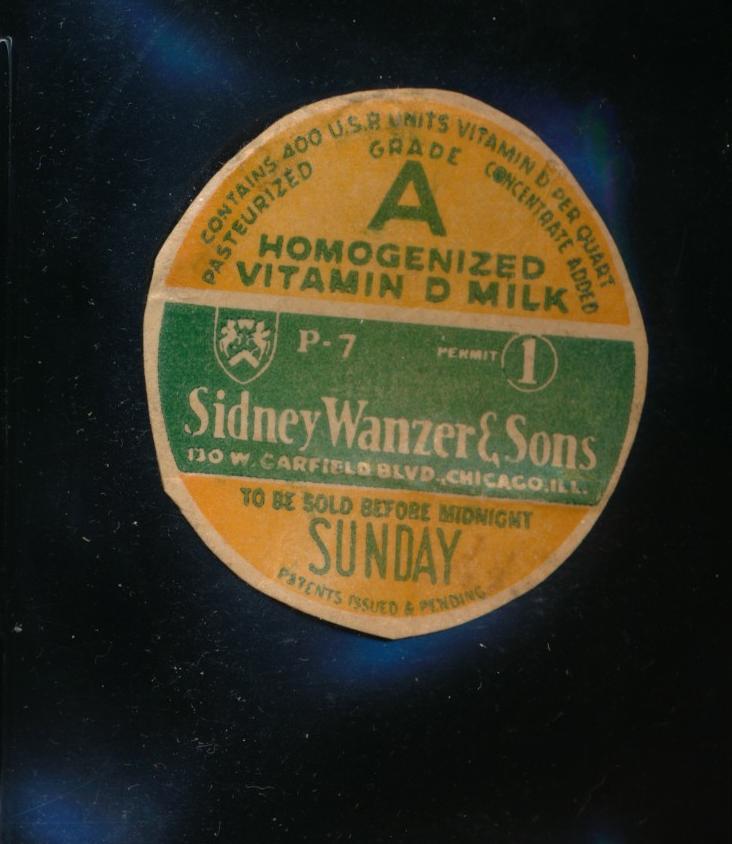 CONTAINS 400 U.S.P. UNITS VITAMIN D PER QUART
PASTEURIZED GRADE CONCENTRATE ADDED
A
HOMOGENIZED
VITAMIN D MILK
P-7 PERMIT 1
Sidney Wanzer & Sons
130 W. GARFIELD BLVD., CHICAGO, ILL.
TO BE SOLD BEFORE MIDNIGHT
SUNDAY
PATENTS ISSUED & PENDING